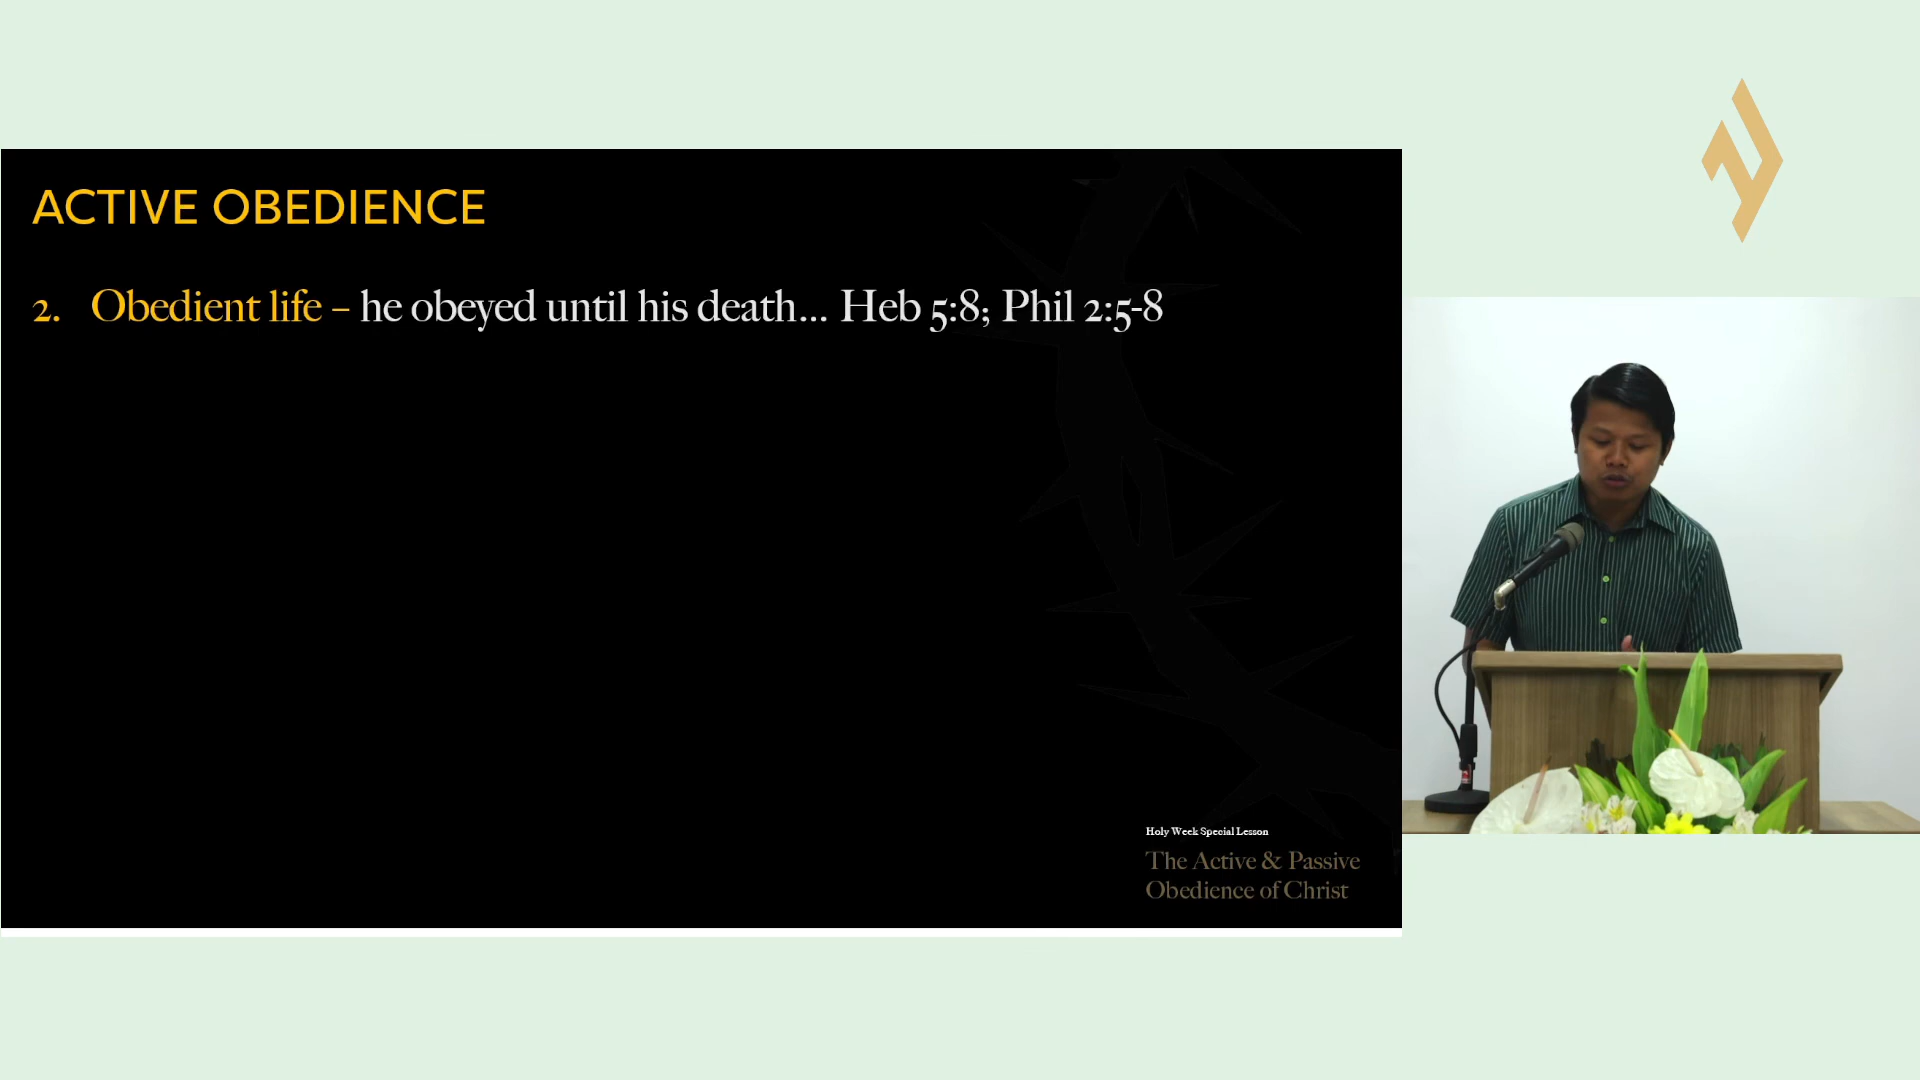 ACTIVE OBEDIENCE
2. Obedient life – he obeyed until his death... Heb 5:8; Phil 2:5-8
Holy Week Special Lesson
The Active & Passive
Obedience of Christ